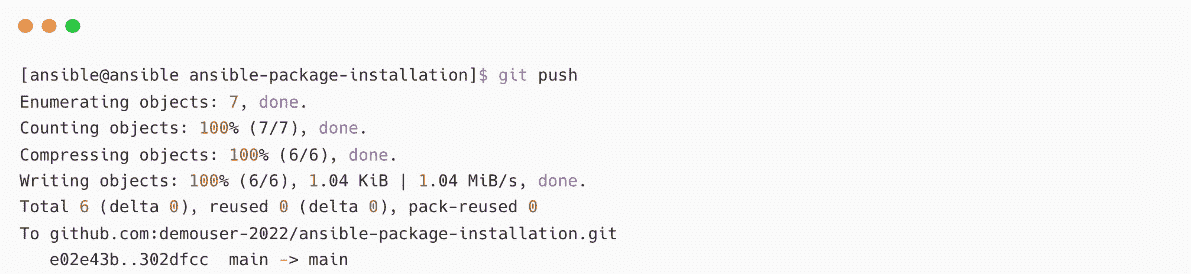 [ansible@ansible ansible-package-installation]$ git push
Enumerating objects: 7, done.
Counting objects: 100% (7/7), done.
Compressing objects: 100% (6/6), done.
Writing objects: 100% (6/6), 1.04 KiB | 1.04 MiB/s, done.
Total 6 (delta 0), reused 0 (delta 0), pack-reused 0
To github.com:demouser-2022/ansible-package-installation.git
   e02e43b..302dfcc  main -> main